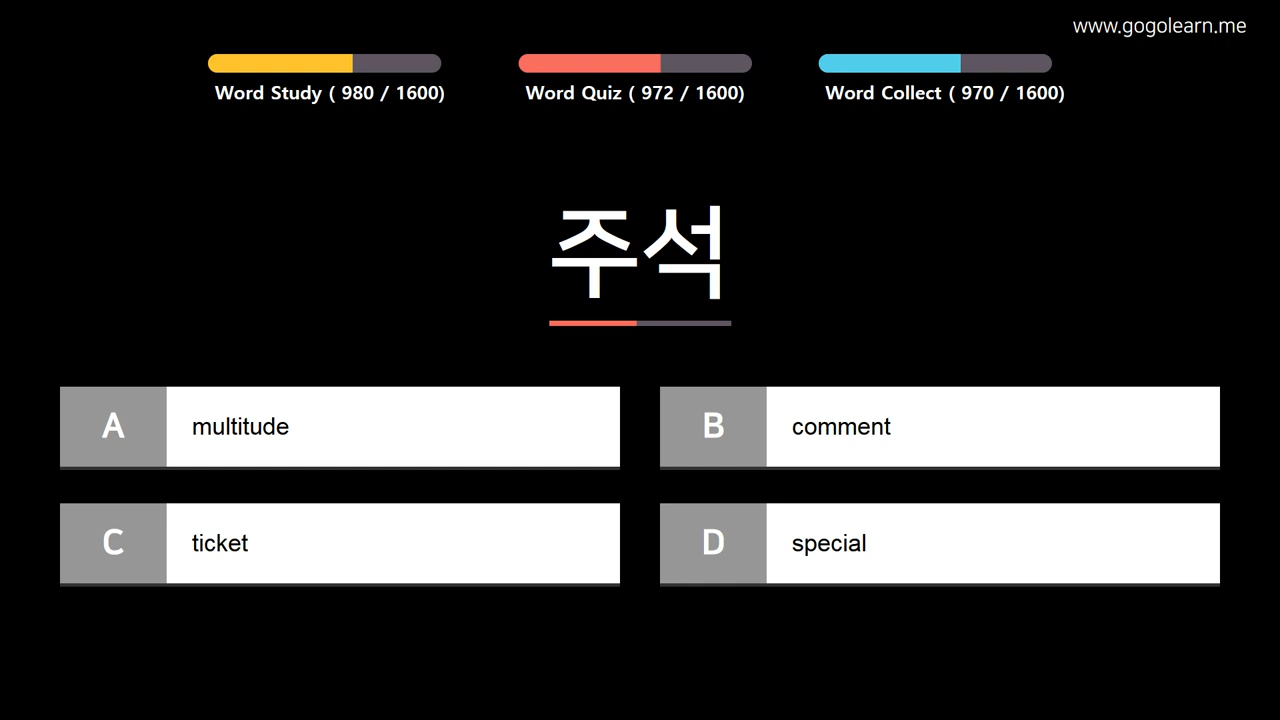 www.gogolearn.me
Word Study ( 980 / 1600)
Word Quiz ( 972 / 1600)
Word Collect ( 970 / 1600)
주석
A multitude
B comment
C ticket
D special